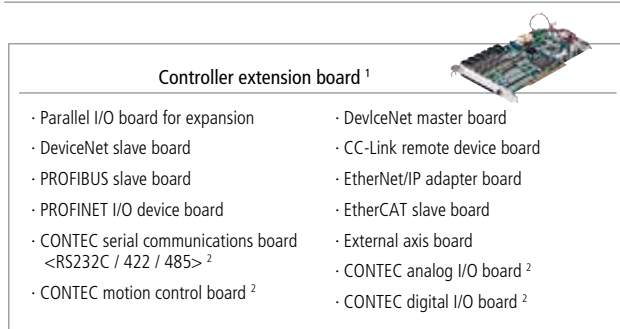 Controller extension board 1
· Parallel I/O board for expansion
· DeviceNet slave board
· PROFIBUS slave board
· PROFINET I/O device board
· CONTEC serial communications board
<RS232C / 422 / 485> 2
· CONTEC motion control board 2
· DevlceNet master board
· CC-Link remote device board
· EtherNet/IP adapter board
· EtherCAT slave board
· External axis board
· CONTEC analog I/O board 2
· CONTEC digital I/O board 2